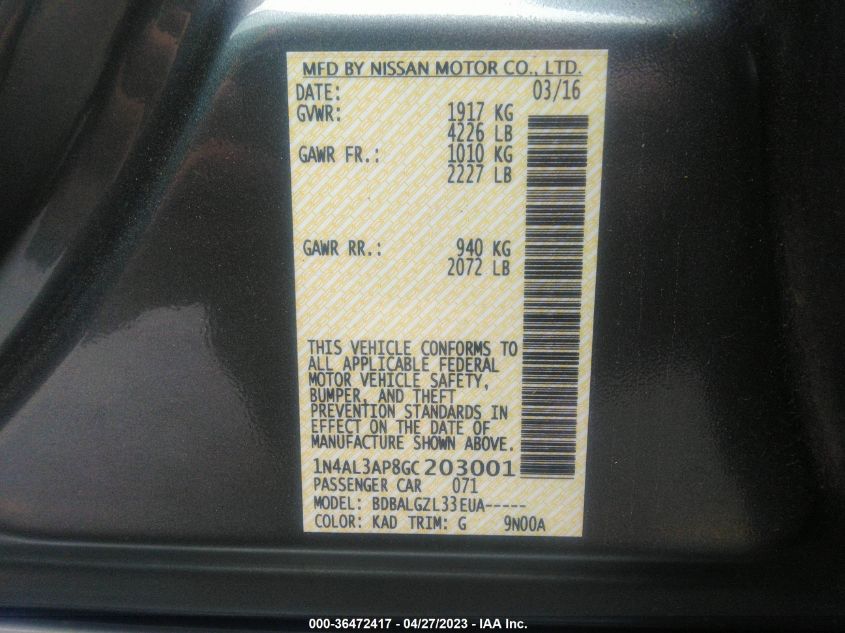 MFD BY NISSAN MOTOR CO., LTD.
DATE: 03/16
GVWR: 1917 KG
4226 LB
GAWR FR.: 1010 KG
2227 LB
GAWR RR.: 940 KG
2072 LB
THIS VEHICLE CONFORMS TO
ALL APPLICABLE FEDERAL
MOTOR VEHICLE SAFETY,
BUMPER, AND THEFT
PREVENTION STANDARDS IN
EFFECT ON THE DATE OF
MANUFACTURE SHOWN ABOVE.
1N4AL3AP8GC203001
PASSENGER CAR 071
MODEL: BDBALGZL33EUA-----
COLOR: KAD TRIM: G 9N00A
000-36472417 - 04/27/2023 - IAA Inc.